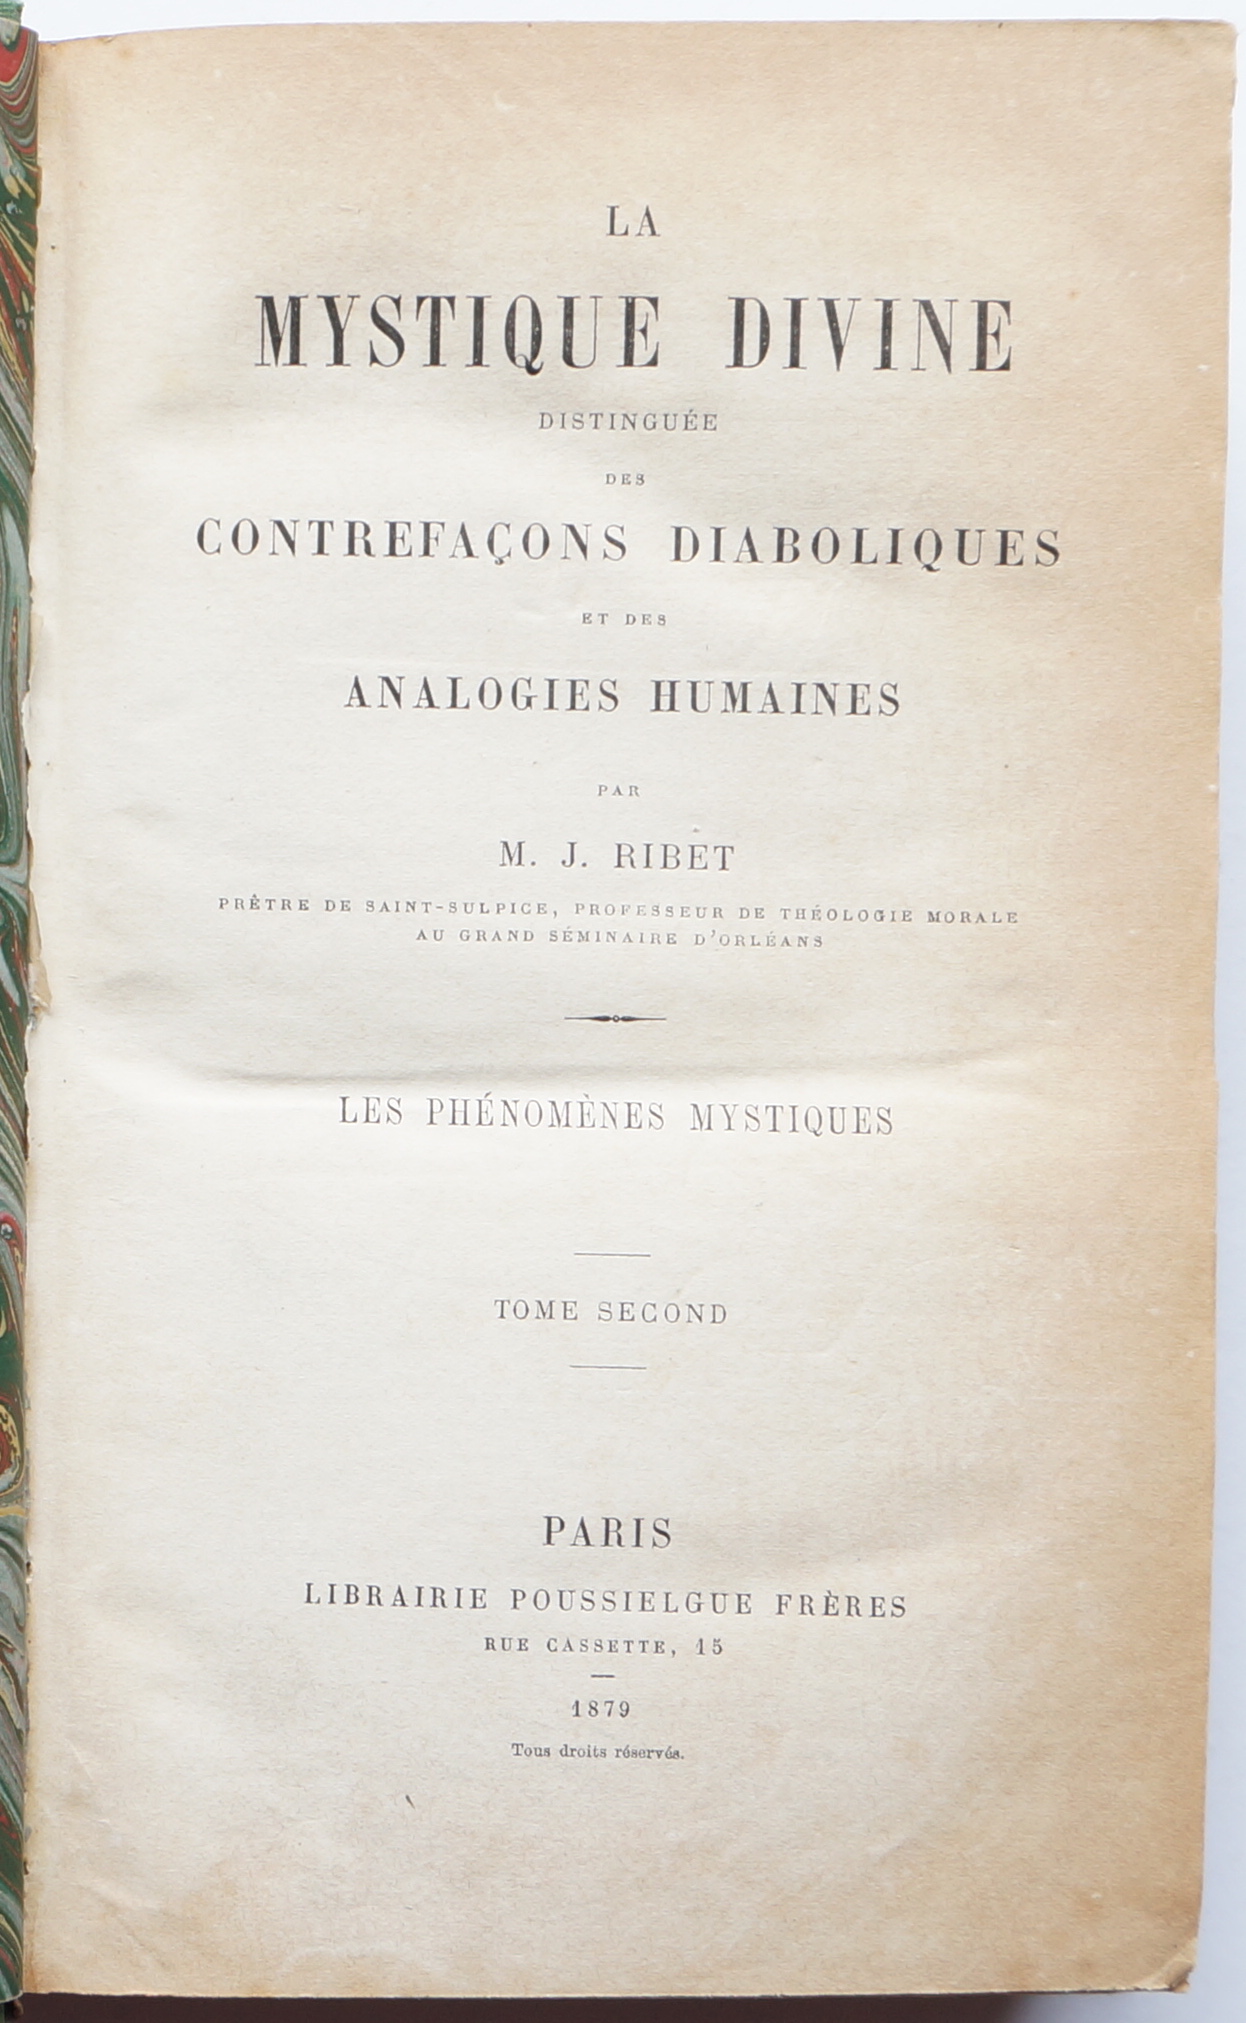 LA
MYSTIQUE DIVINE
DISTINGUÉE
DES
CONTREFAÇONS DIABOLIQUES
ET DES
ANALOGIES HUMAINES
PAR
M. J. RIBET
PRÊTRE DE SAINT-SULPICE, PROFESSEUR DE THÉOLOGIE MORALE
AU GRAND SÉMINAIRE D'ORLÉANS
LES PHÉNOMÈNES MYSTIQUES
TOME SECOND
PARIS
LIBRAIRIE POUSSIELGUE FRÈRES
RUE CASSETTE, 15
1879
Tous droits réservés.